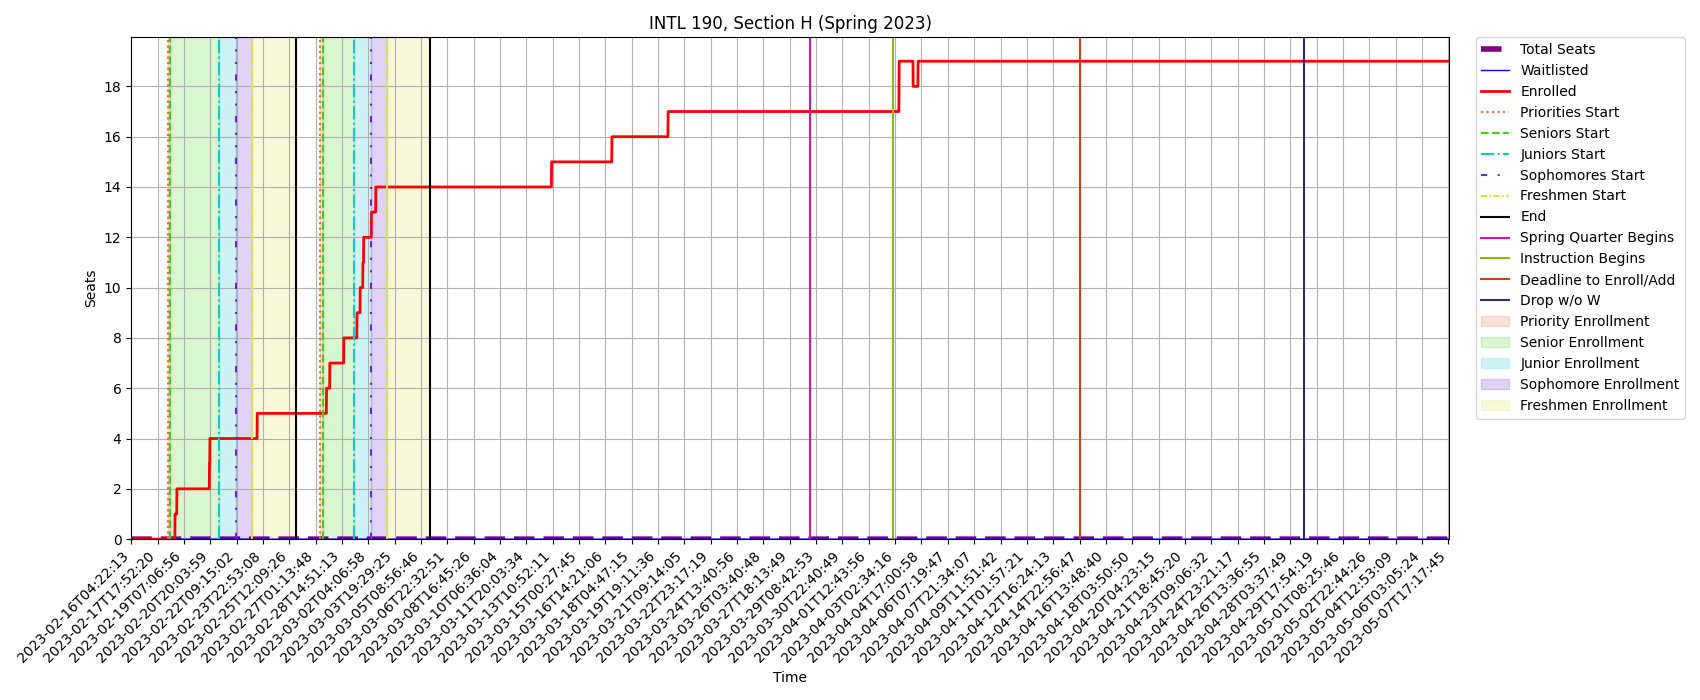 INTL 190, Section H (Spring 2023)
Seats
18
16
14
12
10
8
6
4
2
0
2023-02-16T04:22:13
2023-02-17T17:52:20
2023-02-19T07:06:56
2023-02-20T20:03:59
2023-02-22T09:15:02
2023-02-23T22:53:08
2023-02-25T12:09:26
2023-02-27T01:13:48
2023-02-28T14:51:13
2023-03-02T04:06:58
2023-03-03T19:29:25
2023-03-05T08:56:46
2023-03-06T22:32:51
2023-03-08T16:45:26
2023-03-10T06:36:04
2023-03-11T20:03:34
2023-03-13T10:52:11
2023-03-15T00:27:45
2023-03-16T14:21:06
2023-03-18T04:47:15
2023-03-19T19:11:36
2023-03-21T09:14:05
2023-03-22T23:17:19
2023-03-24T13:40:56
2023-03-26T03:40:48
2023-03-27T18:13:49
2023-03-29T08:42:53
2023-03-30T22:40:49
2023-04-01T12:43:56
2023-04-03T02:34:16
2023-04-04T17:00:58
2023-04-06T07:19:47
2023-04-07T21:34:07
2023-04-09T11:51:42
2023-04-11T01:57:21
2023-04-12T16:24:13
2023-04-14T22:56:47
2023-04-16T13:48:40
2023-04-18T03:50:50
2023-04-20T04:23:15
2023-04-21T18:45:20
2023-04-23T09:06:32
2023-04-24T23:21:17
2023-04-26T13:36:55
2023-04-28T03:37:49
2023-04-29T17:54:19
2023-05-01T08:25:46
2023-05-02T22:44:26
2023-05-04T12:53:09
2023-05-06T03:05:24
2023-05-07T17:17:45
Time
Total Seats
Waitlisted
Enrolled
Priorities Start
Seniors Start
Juniors Start
Sophomores Start
Freshmen Start
End
Spring Quarter Begins
Instruction Begins
Deadline to Enroll/Add
Drop w/o W
Priority Enrollment
Senior Enrollment
Junior Enrollment
Sophomore Enrollment
Freshmen Enrollment